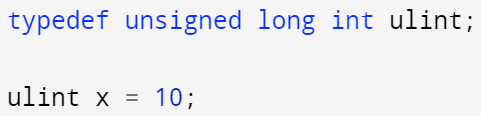 typedef unsigned long int ulint;
ulint x = 10;